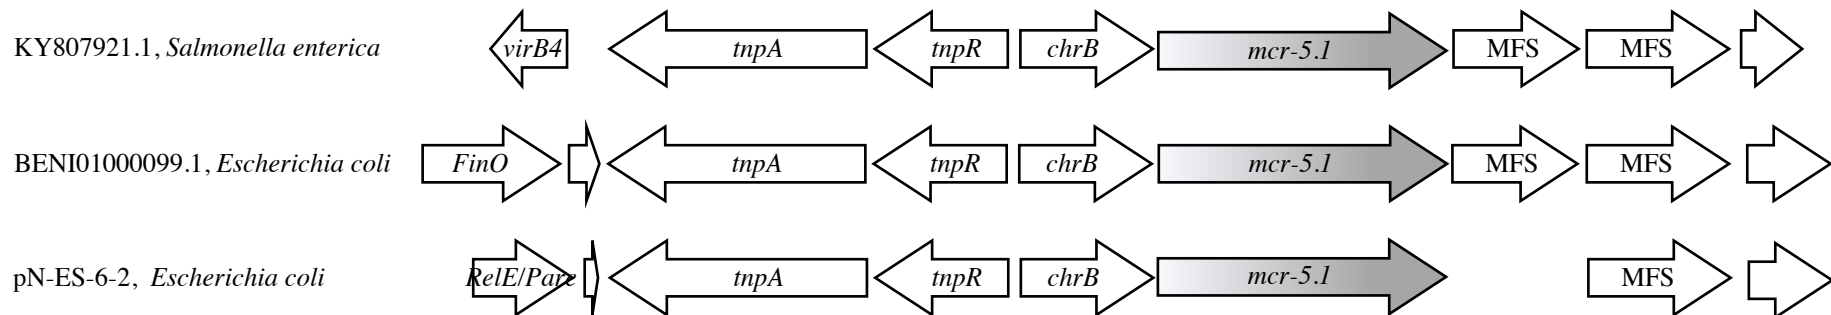 KY807921.1, Salmonella enterica virB4 tnpA tnpR chrB mcr-5.1 MFS MFS
BENI01000099.1, Escherichia coli FinO tnpA tnpR chrB mcr-5.1 MFS MFS
pN-ES-6-2, Escherichia coli RelE/Pare tnpA tnpR chrB mcr-5.1 MFS